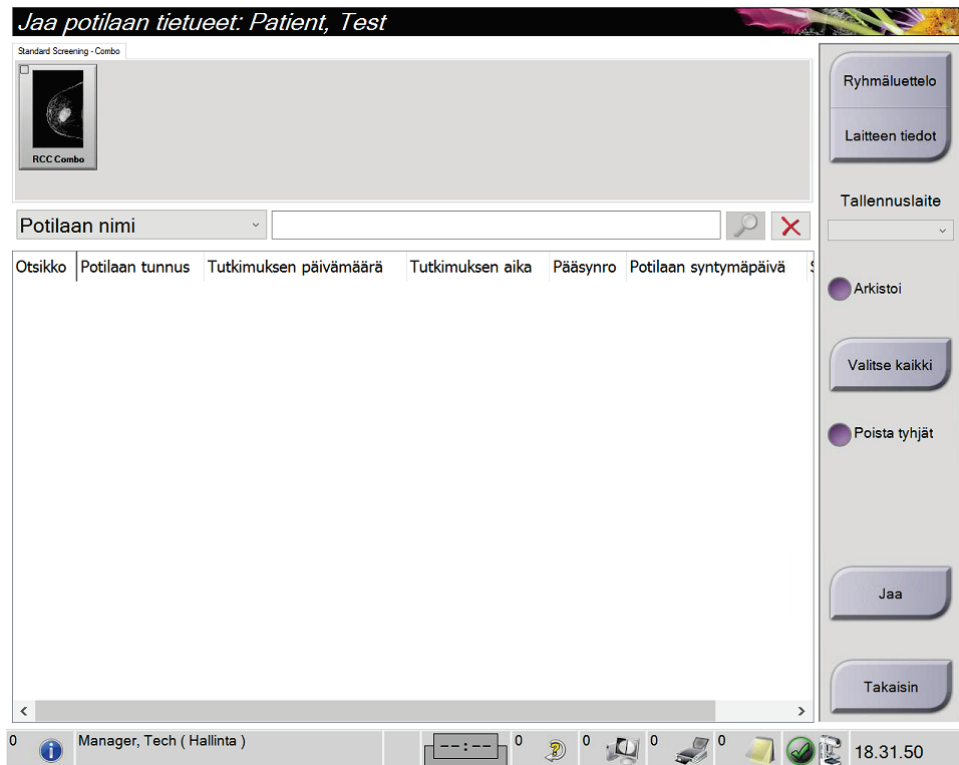 Jaa potilaan tietueet: Patient, Test
Standard Screening - Combo
RCC Combo
Ryhmäluettelo
Laitteen tiedot
Tallennuslaite
Potilaan nimi
Otsikko Potilaan tunnus Tutkimuksen päivämäärä Tutkimuksen aika Pääsynro Potilaan syntymäpäivä
Arkistoi
Valitse kaikki
Poista tyhjät
Jaa
Takaisin
0 Manager, Tech ( Hallinta ) --:-- 0 0 0 0 18.31.50